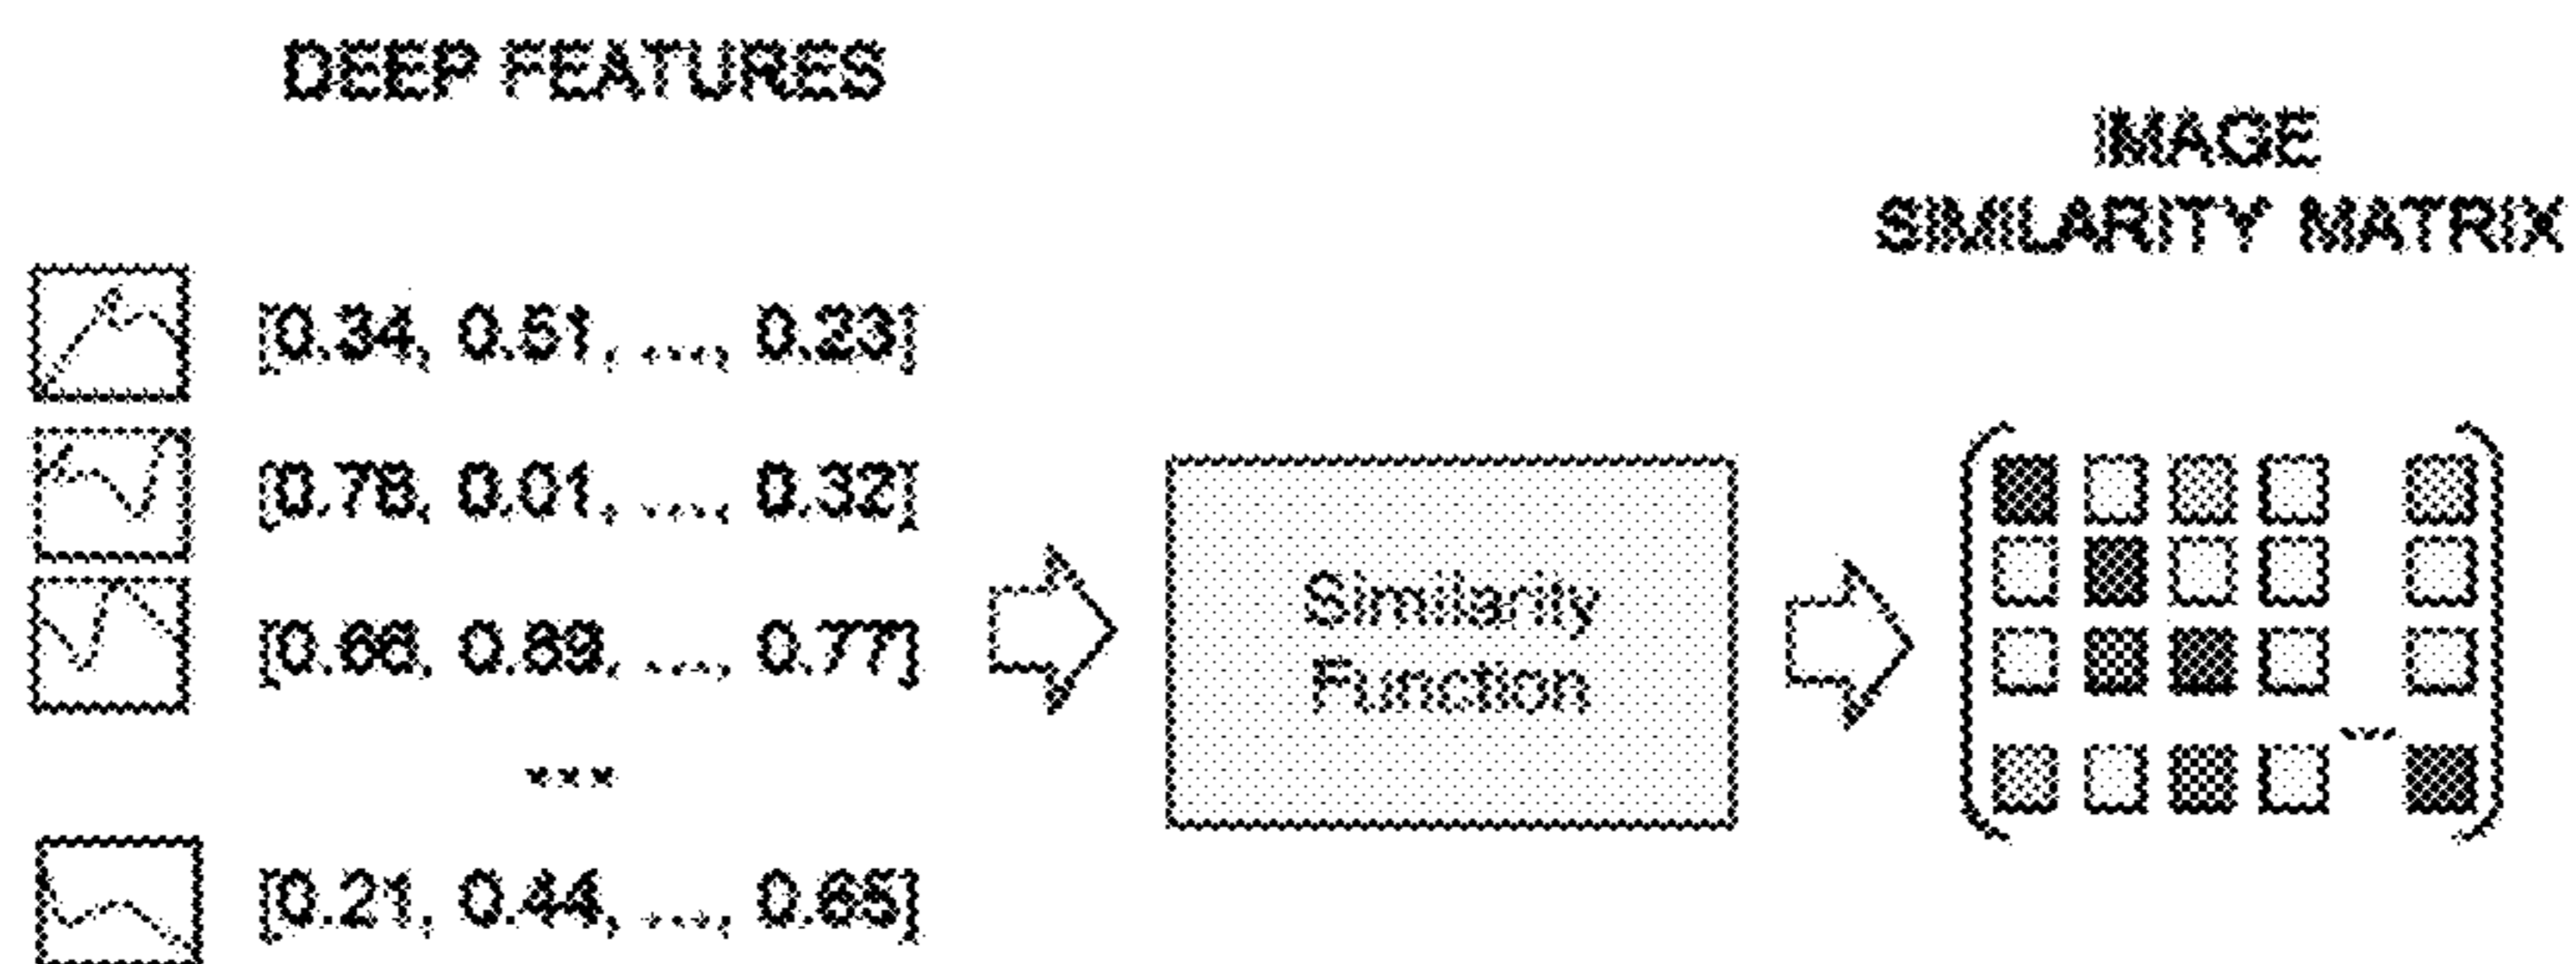 DEEP FEATURES
IMAGE
SIMILARITY MATRIX
[0.34, 0.51, ..., 0.23]
[0.78, 0.01, ..., 0.32]
[0.66, 0.89, ..., 0.77]
...
[0.21, 0.44, ..., 0.65]
Similarity
Function
...